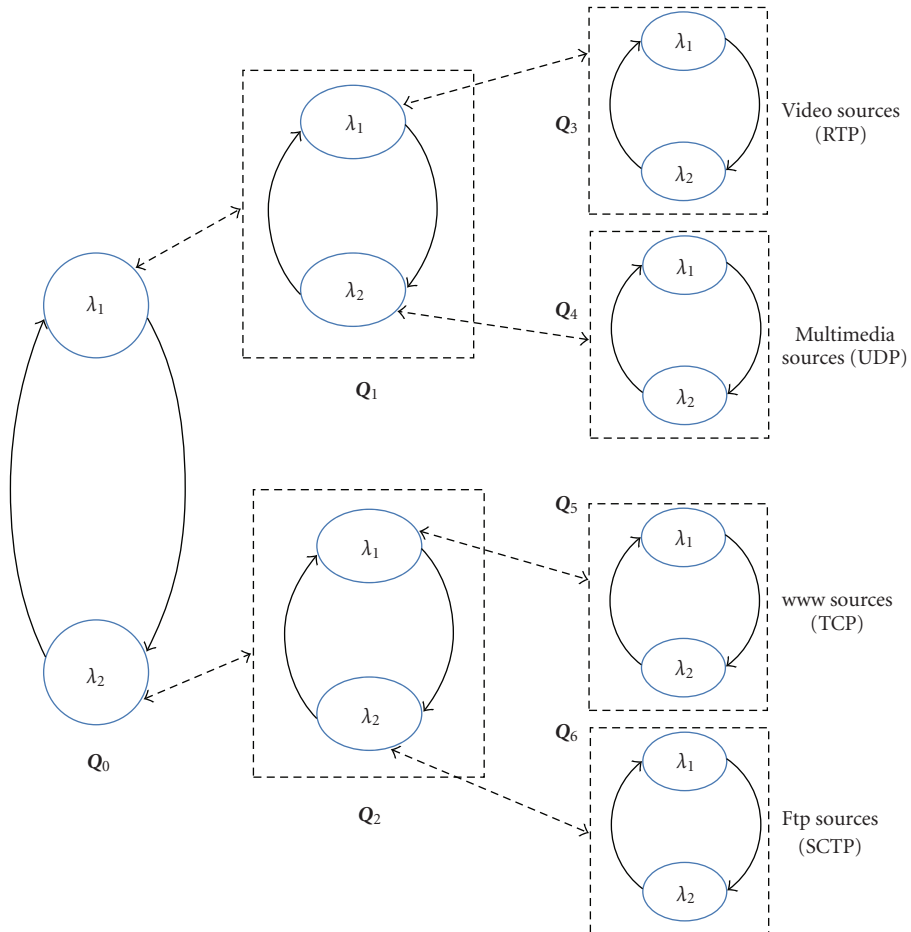 λ1
λ2
Q0
λ1
λ2
Q1
λ1
λ2
Q2
Q3
λ1
λ2
Video sources
(RTP)
Q4
λ1
λ2
Multimedia
sources (UDP)
Q5
λ1
λ2
www sources
(TCP)
Q6
λ1
λ2
Ftp sources
(SCTP)